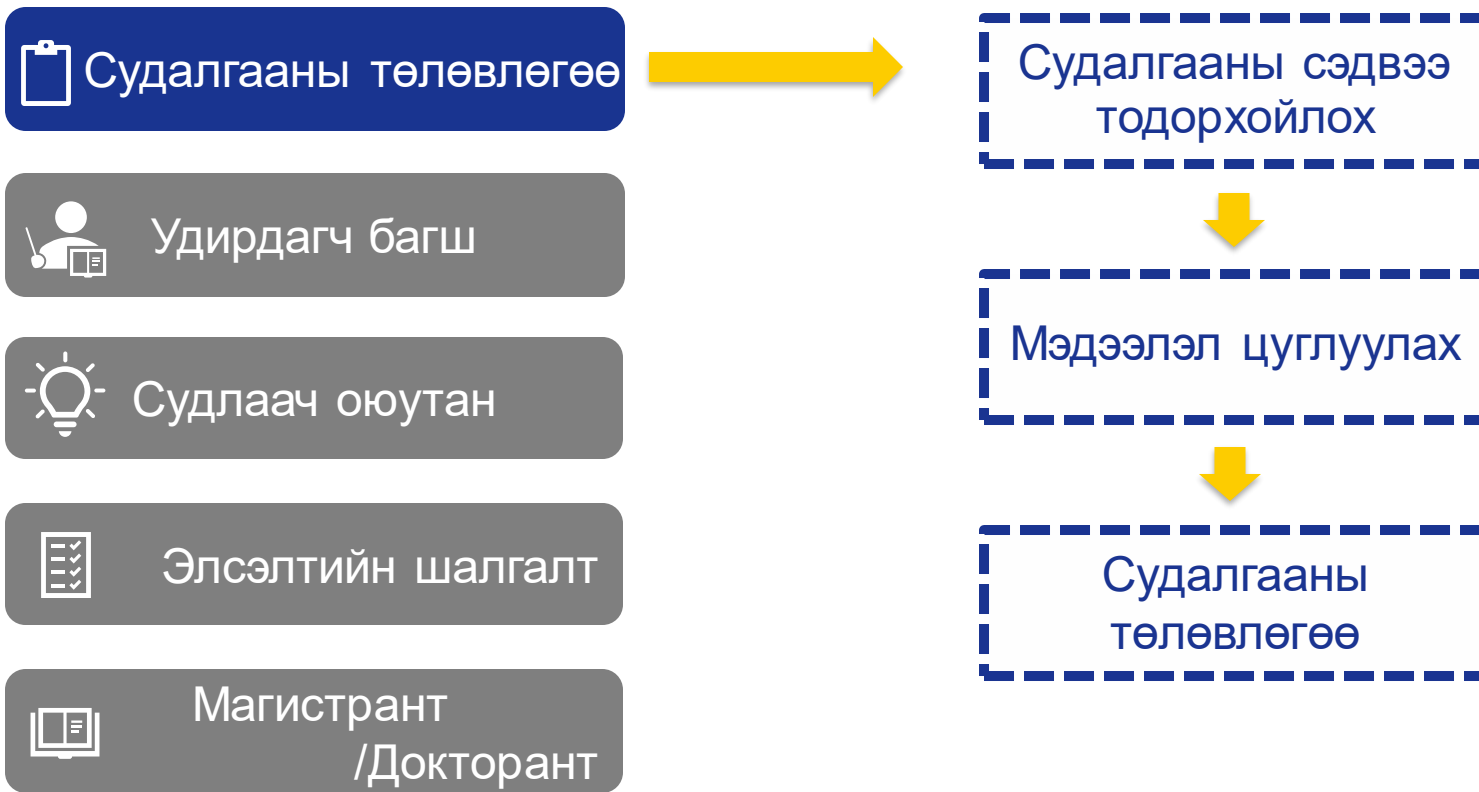 Судалгааны төлөвлөгөө
Удирдагч багш
Судлаач оюутан
Элсэлтийн шалгалт
Магистрант
/Докторант
Судалгааны сэдвээ
тодорхойлох
Мэдээлэл цуглуулах
Судалгааны
төлөвлөгөө